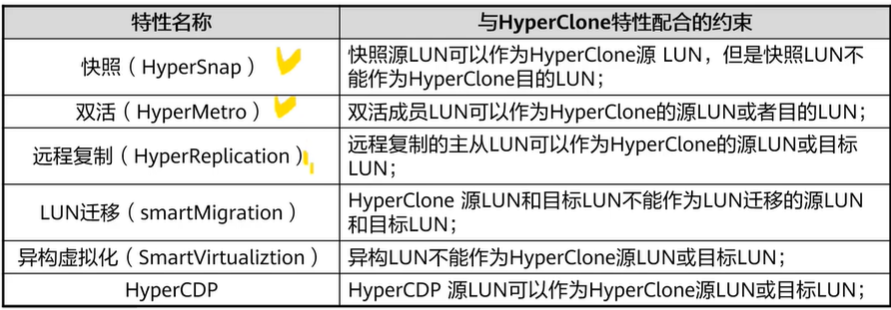 特性名称
与HyperClone特性配合的约束
快照（HyperSnap）
快照源LUN可以作为HyperClone源 LUN，但是快照LUN不
能作为HyperClone目的LUN；
双活（HyperMetro）
双活成员LUN可以作为HyperClone的源LUN或者目的LUN；
远程复制（HyperReplication）
远程复制的主从LUN可以作为HyperClone的源LUN或目标
LUN；
LUN迁移（smartMigration）
HyperClone 源LUN和目标LUN不能作为LUN迁移的源LUN
和目标LUN；
异构虚拟化（SmartVirtualiztion）
异构LUN不能作为HyperClone源LUN或目标LUN；
HyperCDP
HyperCDP 源LUN可以作为HyperClone源LUN或目标LUN；